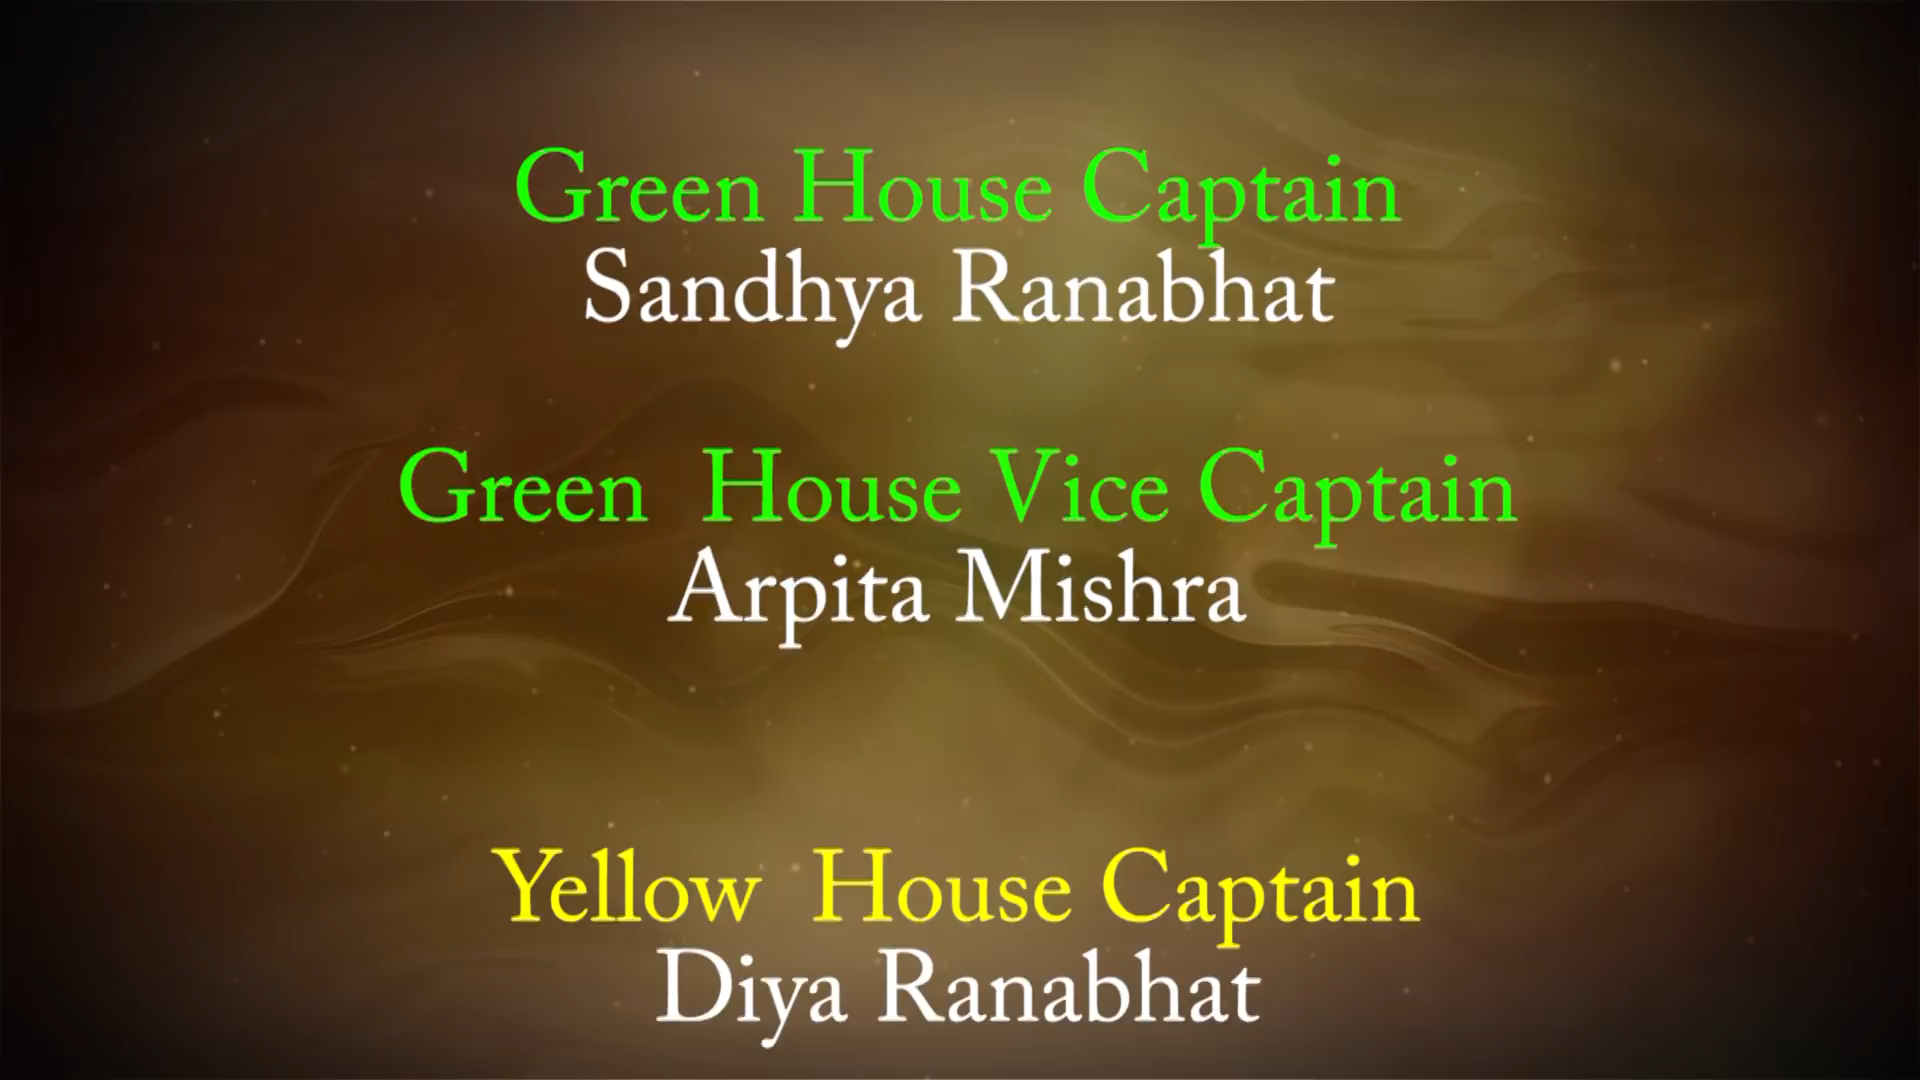 Green House Captain
Sandhya Ranabhat
Green House Vice Captain
Arpita Mishra
Yellow House Captain
Diya Ranabhat